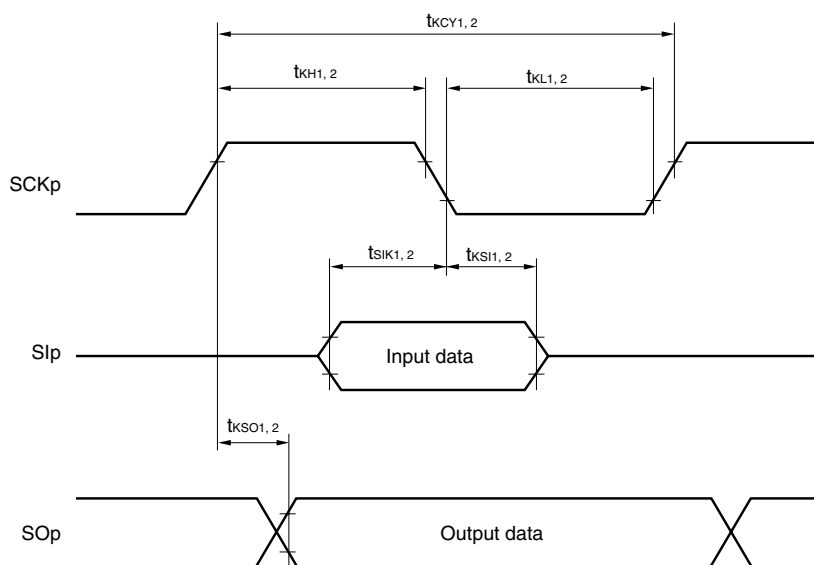 tKCY1, 2
tKH1, 2
tKL1, 2
SCKp
tSIK1, 2
tKSI1, 2
SIp
Input data
tKSO1, 2
SOp
Output data